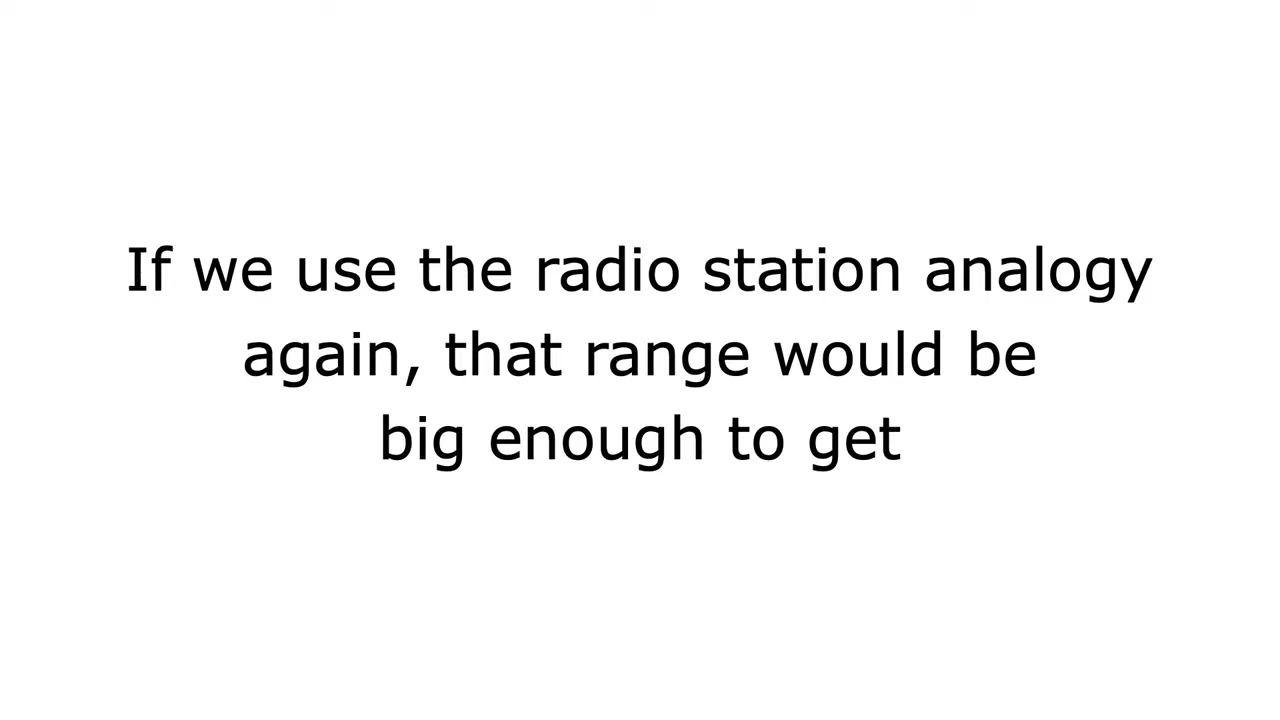 If we use the radio station analogy
again, that range would be
big enough to get